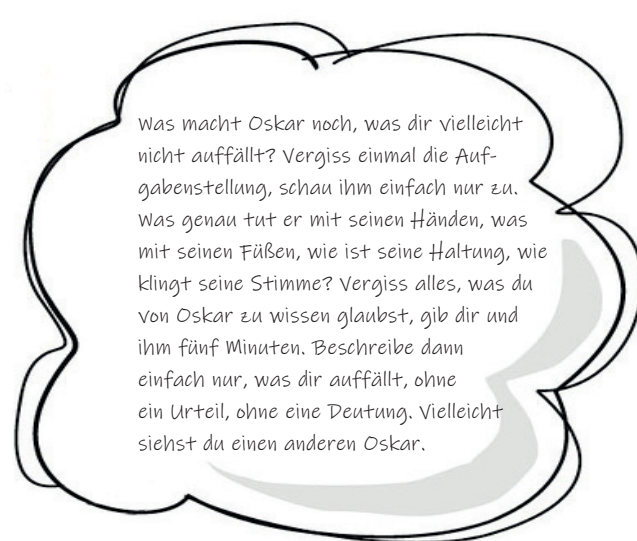 Was macht Oskar noch, was dir vielleicht
nicht auffällt? Vergiss einmal die Auf-
gabenstellung, schau ihm einfach nur zu.
Was genau tut er mit seinen Händen, was
mit seinen Füßen, wie ist seine Haltung, wie
klingt seine Stimme? Vergiss alles, was du
von Oskar zu wissen glaubst, gib dir und
ihm fünf Minuten. Beschreibe dann
einfach nur, was dir auffällt, ohne
ein Urteil, ohne eine Deutung. Vielleicht
siehst du einen anderen Oskar.